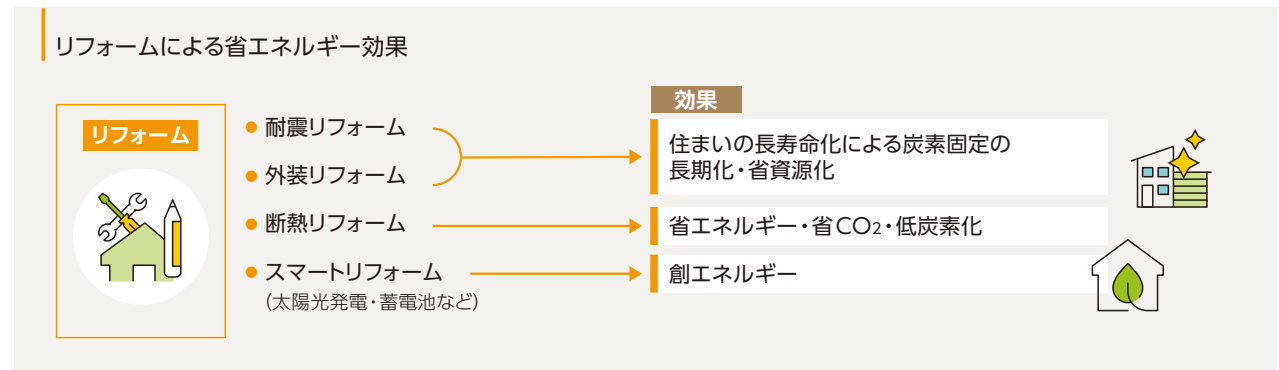 リフォームによる省エネルギー効果
リフォーム
● 耐震リフォーム
● 外装リフォーム
● 断熱リフォーム
● スマートリフォーム
（太陽光発電・蓄電池など）
効果
住まいの長寿命化による炭素固定の
長期化・省資源化
省エネルギー・省CO2・低炭素化
創エネルギー